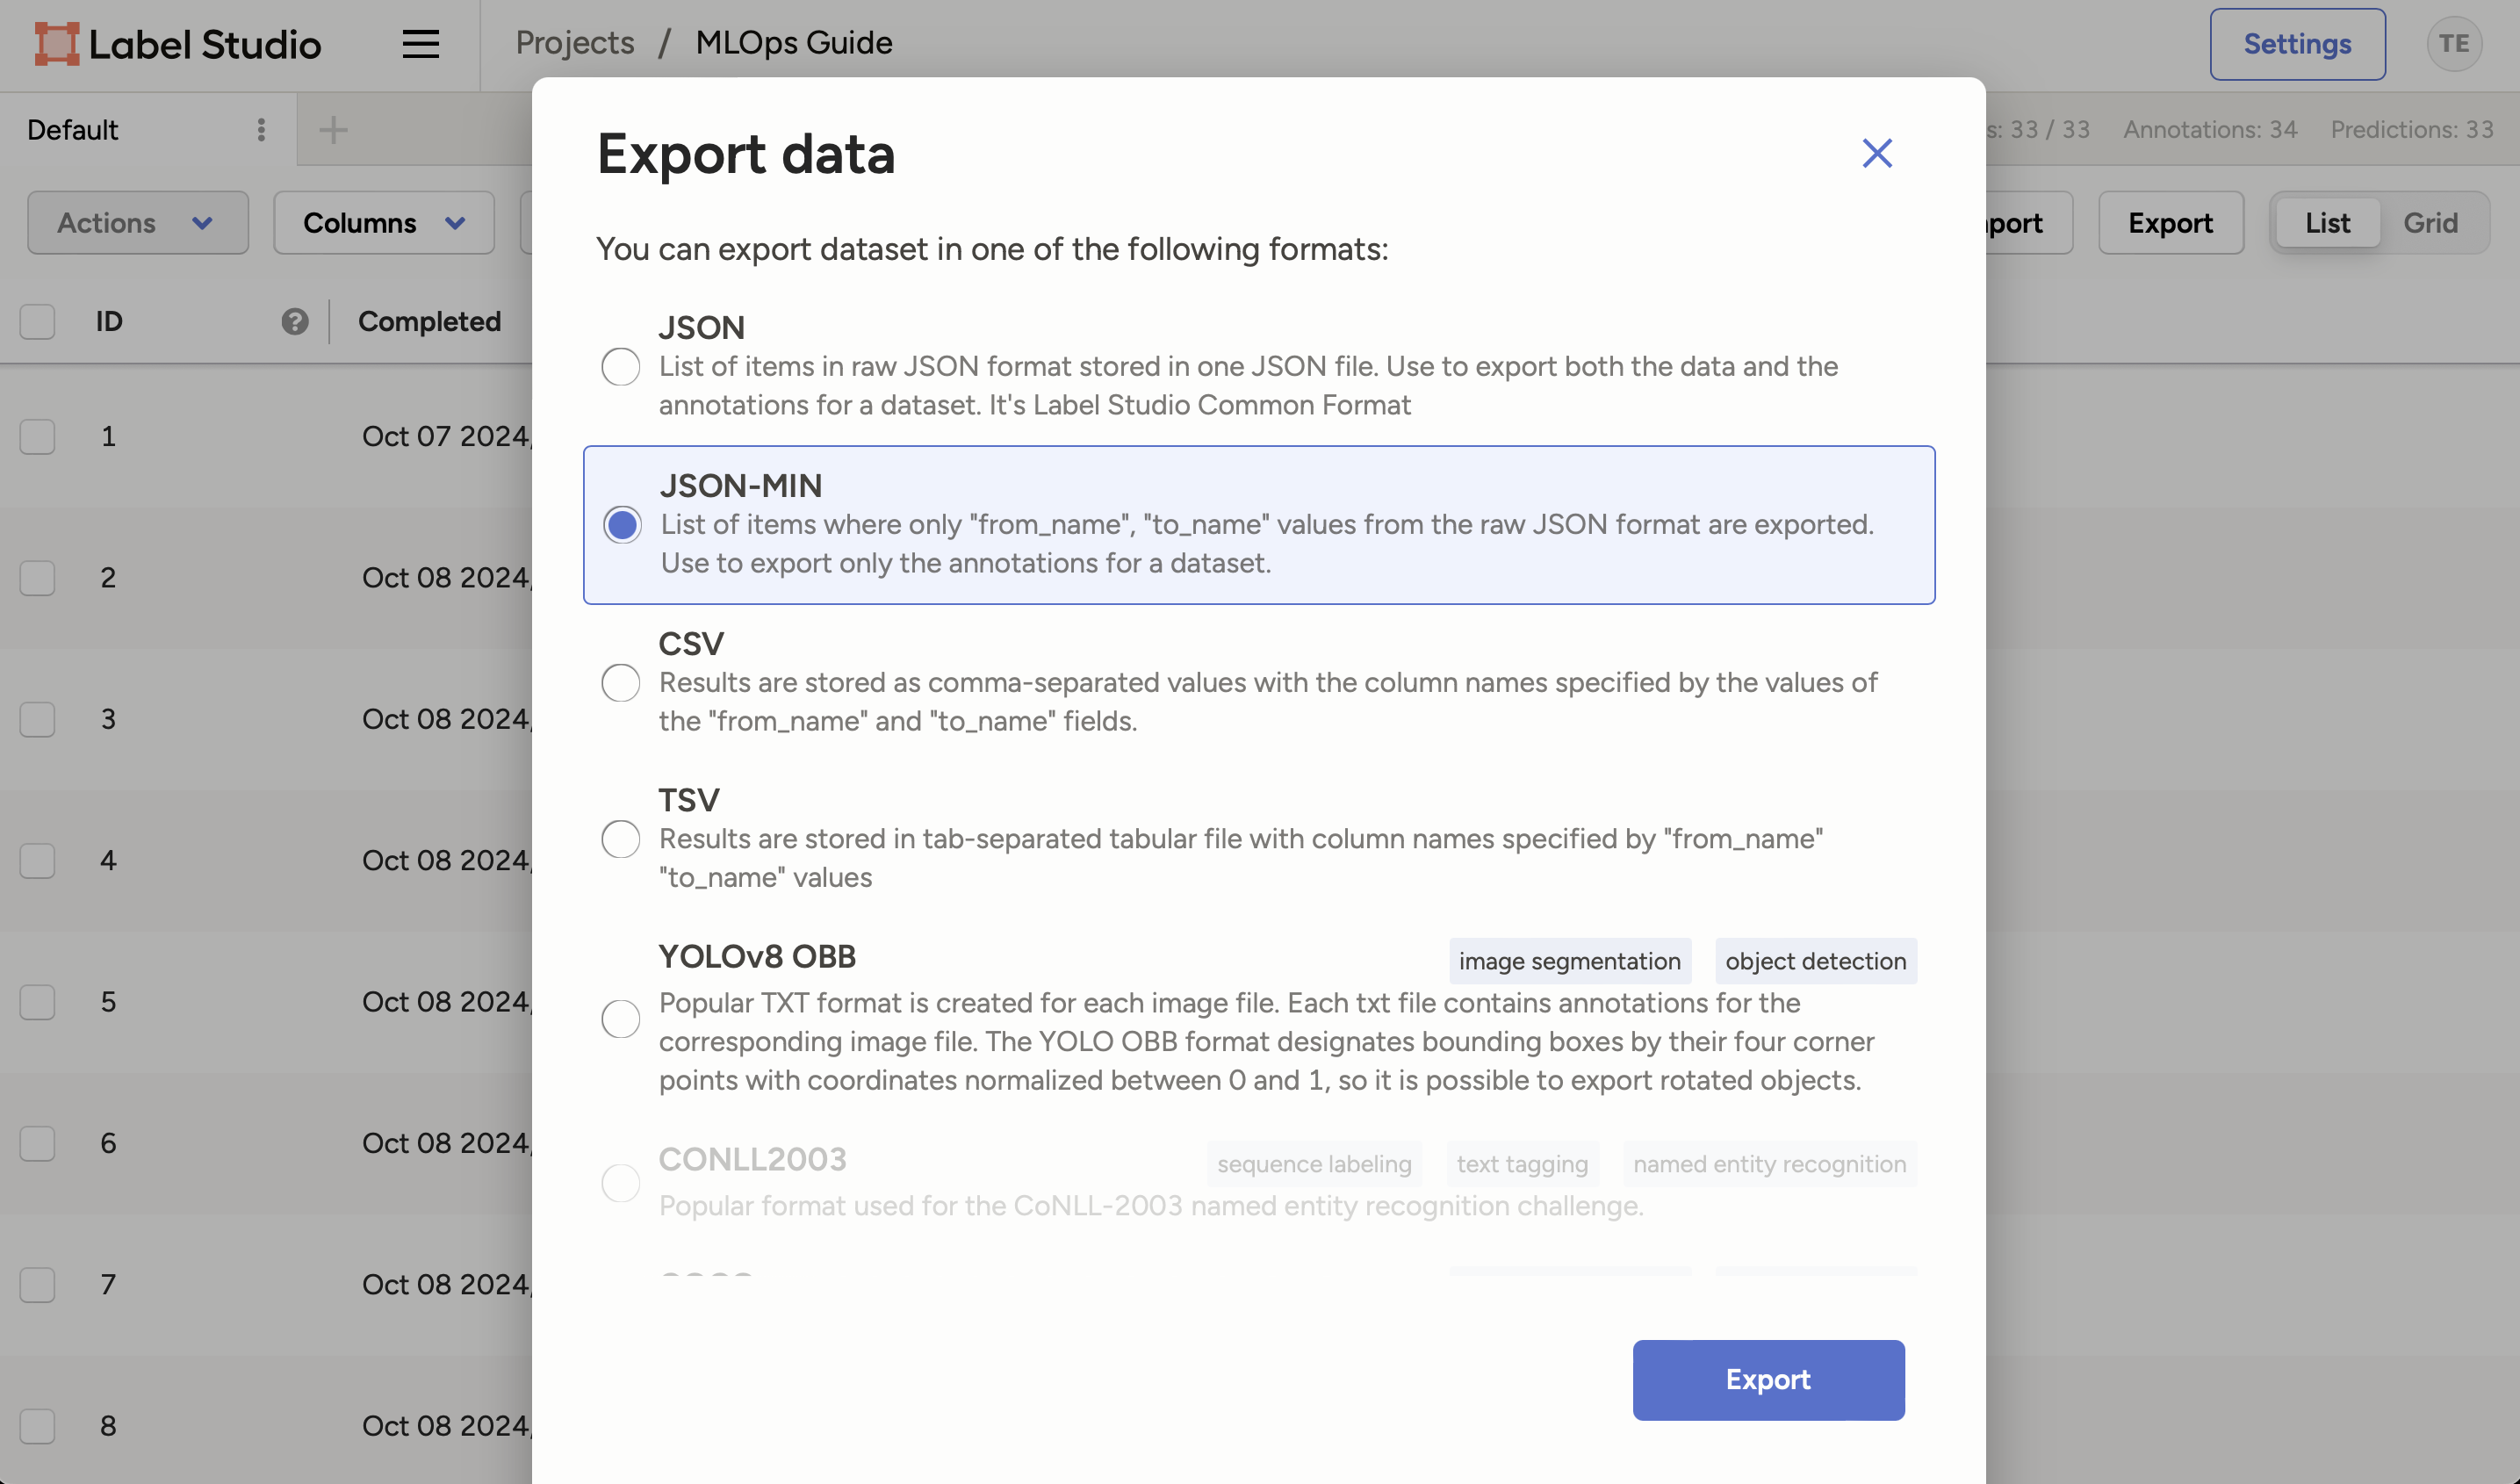 Label Studio
Projects / MLOps Guide
Settings
TE
Default
33 / 33
Annotations: 34
Predictions: 33
Actions
Columns
Export
List
Grid
ID
Completed
1
Oct 07 2024,
2
Oct 08 2024,
3
Oct 08 2024,
4
Oct 08 2024,
5
Oct 08 2024,
6
Oct 08 2024,
7
Oct 08 2024,
8
Oct 08 2024,
Export data
You can export dataset in one of the following formats:
JSON
List of items in raw JSON format stored in one JSON file. Use to export both the data and the
annotations for a dataset. It's Label Studio Common Format
JSON-MIN
List of items where only "from_name", "to_name" values from the raw JSON format are exported.
Use to export only the annotations for a dataset.
CSV
Results are stored as comma-separated values with the column names specified by the values of
the "from_name" and "to_name" fields.
TSV
Results are stored in tab-separated tabular file with column names specified by "from_name"
"to_name" values
YOLOv8 OBB
image segmentation
object detection
Popular TXT format is created for each image file. Each txt file contains annotations for the
corresponding image file. The YOLO OBB format designates bounding boxes by their four corner
points with coordinates normalized between 0 and 1, so it is possible to export rotated objects.
CONLL2003
sequence labeling
text tagging
named entity recognition
Popular format used for the CoNLL-2003 named entity recognition challenge.
Export